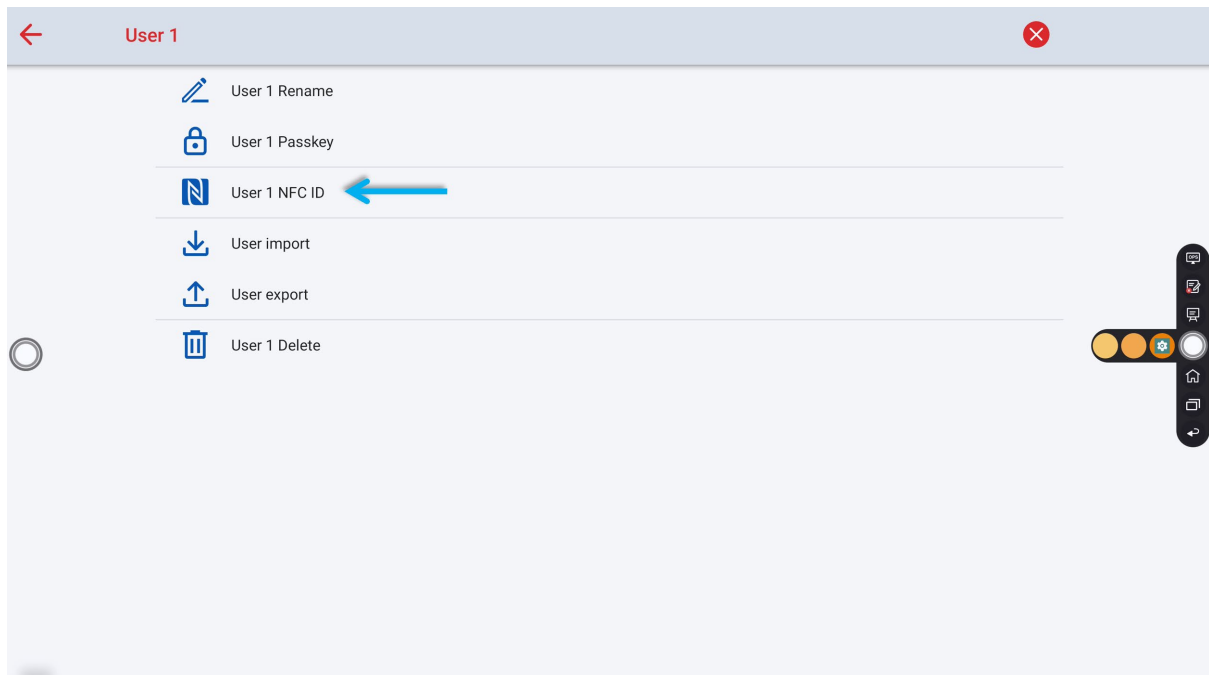 User 1
User 1 Rename
User 1 Passkey
User 1 NFC ID
User import
User export
User 1 Delete
OPS